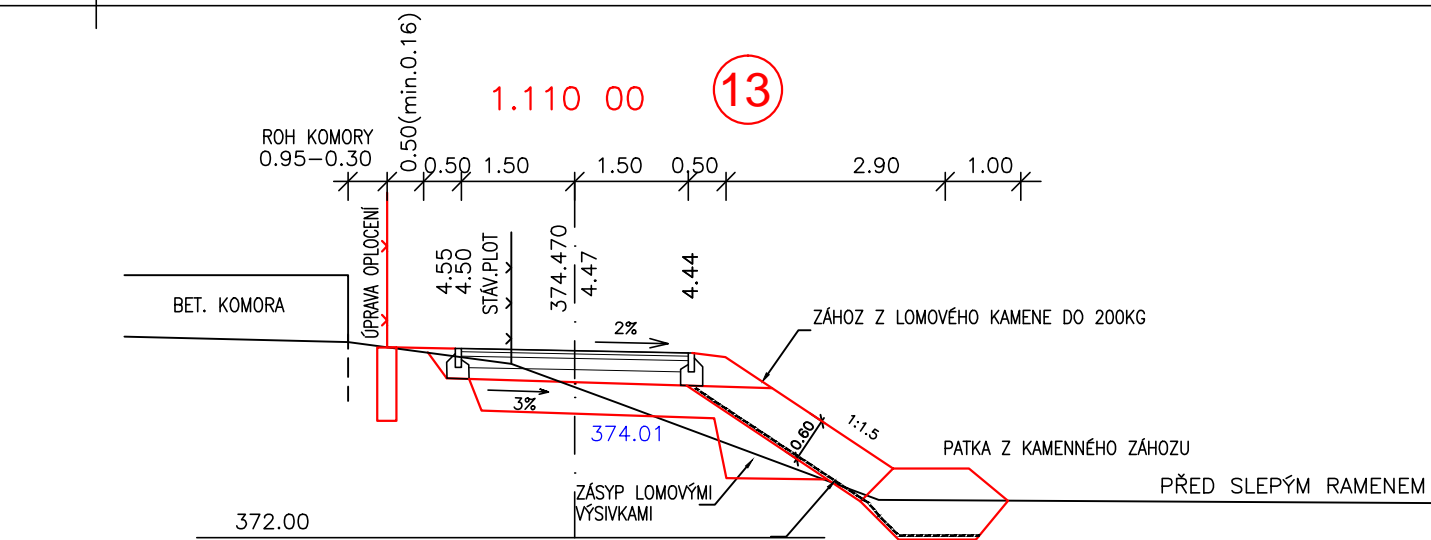 1.110 00
13
ROH KOMORY
0.95-0.30
0.50(min.0.16)
0.50
1.50
1.50
0.50
2.90
1.00
ÚPRAVA OPLOCENÍ
4.55
4.50
STÁV.PLOT
374.470
4.47
4.44
BET. KOMORA
2%
ZÁHOZ Z LOMOVÉHO KAMENE DO 200KG
3%
374.01
0.60
1:1.5
PATKA Z KAMENNÉHO ZÁHOZU
PŘED SLEPÝM RAMENEM
ZÁSYP LOMOVÝMI
VÝSIVKAMI
372.00